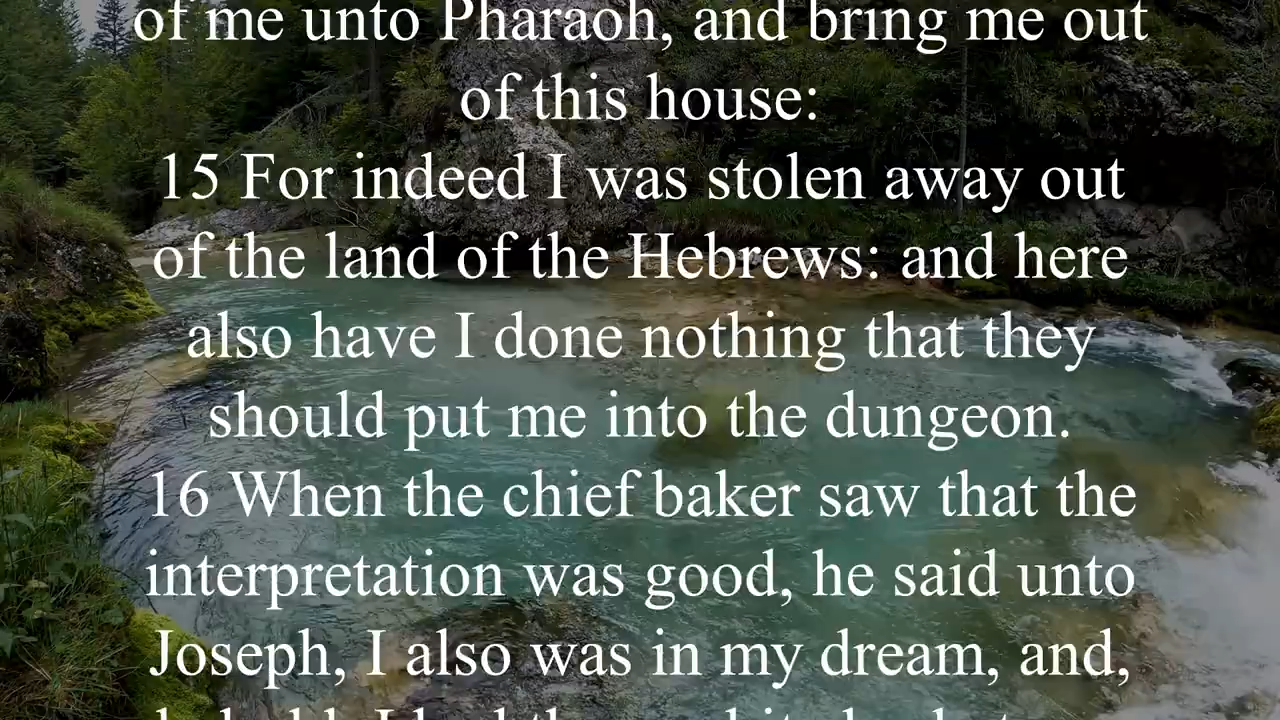 of me unto Pharaoh, and bring me out
of this house:
15 For indeed I was stolen away out
of the land of the Hebrews: and here
also have I done nothing that they
should put me into the dungeon.
16 When the chief baker saw that the
interpretation was good, he said unto
Joseph, I also was in my dream, and,